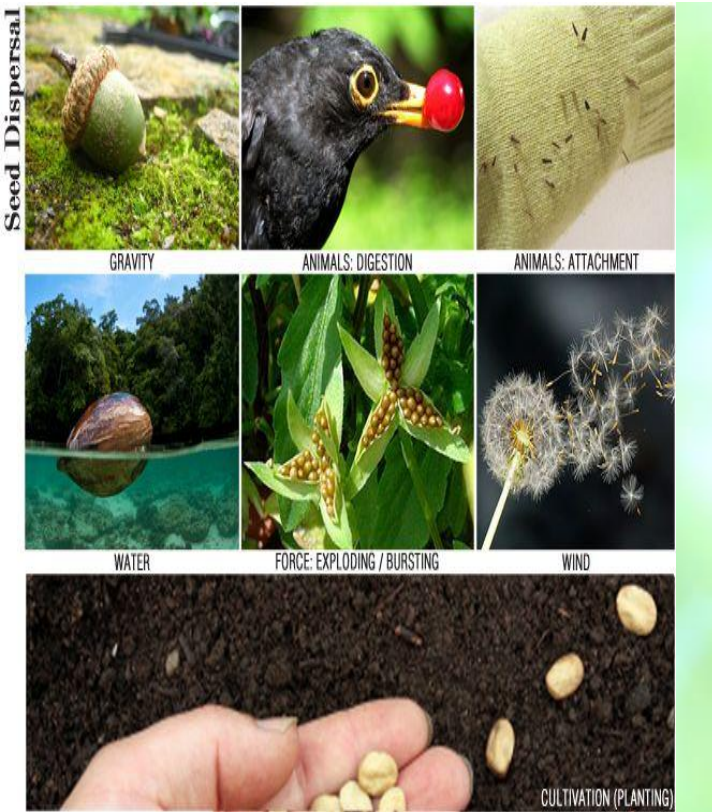 Seed Dispersal
GRAVITY
ANIMALS: DIGESTION
ANIMALS: ATTACHMENT
WATER
FORCE: EXPLODING / BURSTING
WIND
CULTIVATION (PLANTING)